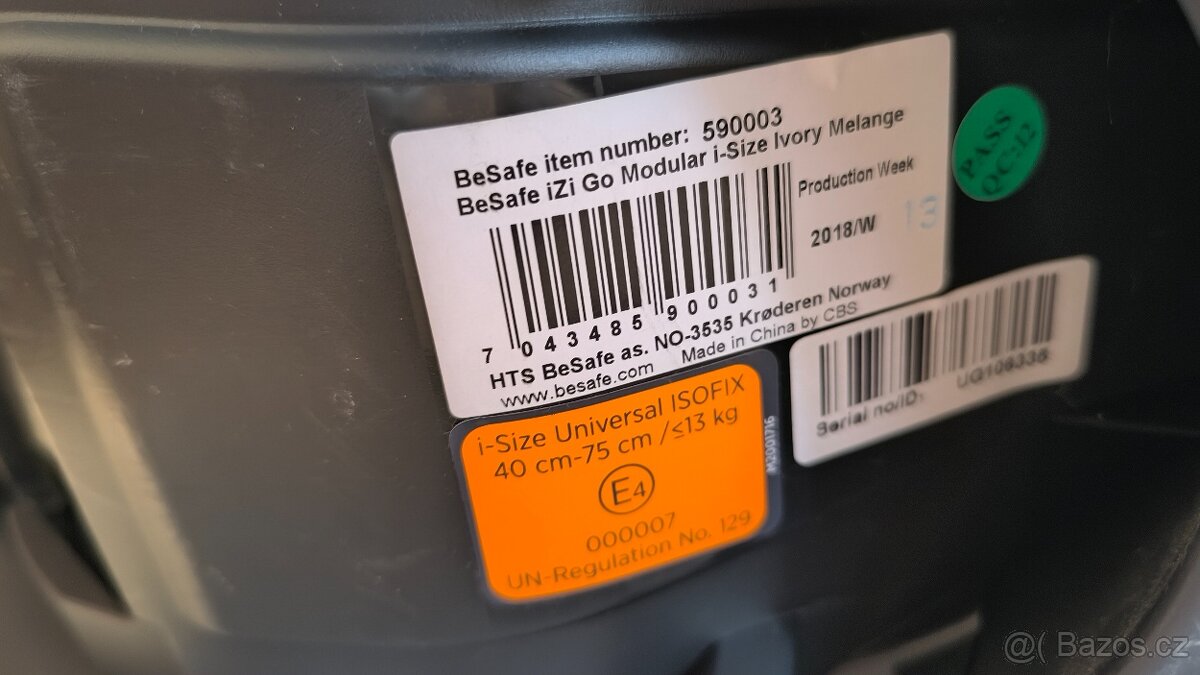 BeSafe item number: 590003
BeSafe iZi Go Modular i-Size Ivory Melange
Production Week
2018/W 13
7 043485 900031
HTS BeSafe as. NO-3535 Krøderen Norway
www.besafe.com Made in China by CBS
PASS
i-Size Universal ISOFIX
40 cm-75 cm /≤13 kg
E4
000007
UN-Regulation No. 129
Serial no/ID:
@( Bazoš.cz